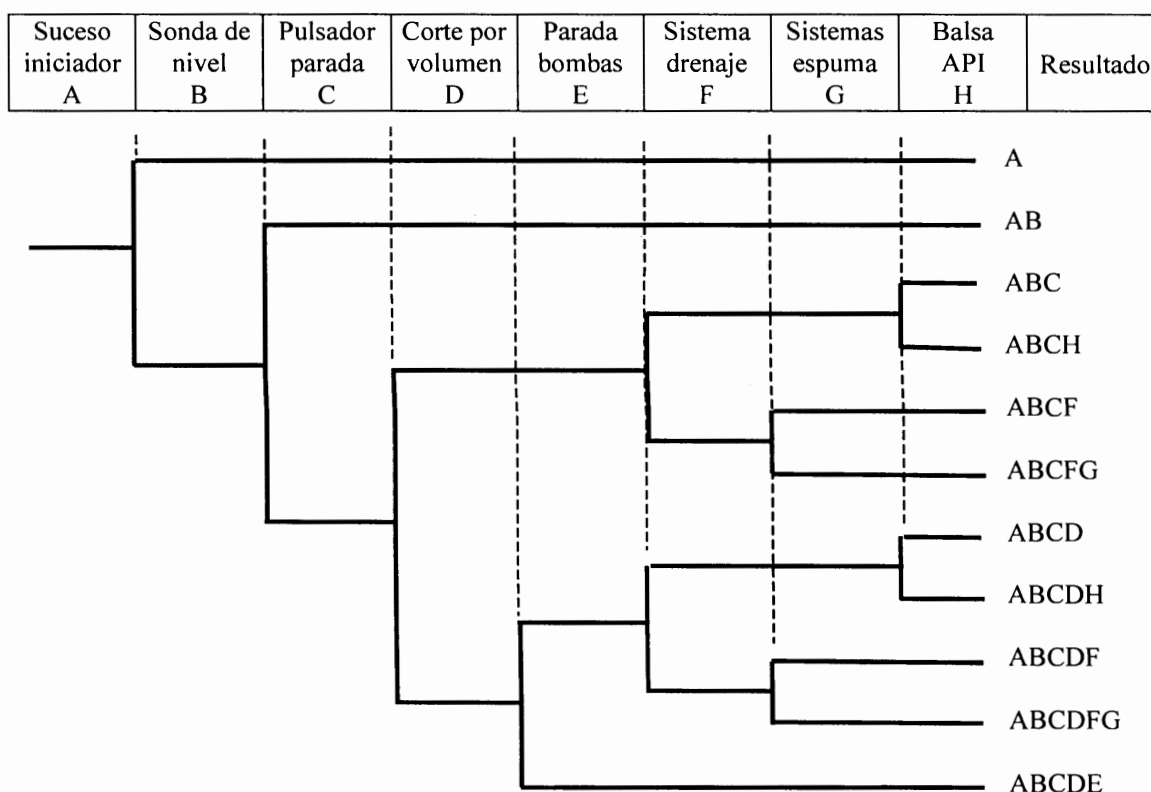 Suceso iniciador A
Sonda de nivel B
Pulsador parada C
Corte por volumen D
Parada bombas E
Sistema drenaje F
Sistemas espuma G
Balsa API H
Resultado
A
AB
ABC
ABCH
ABCF
ABCFG
ABCD
ABCDH
ABCDF
ABCDFG
ABCDE